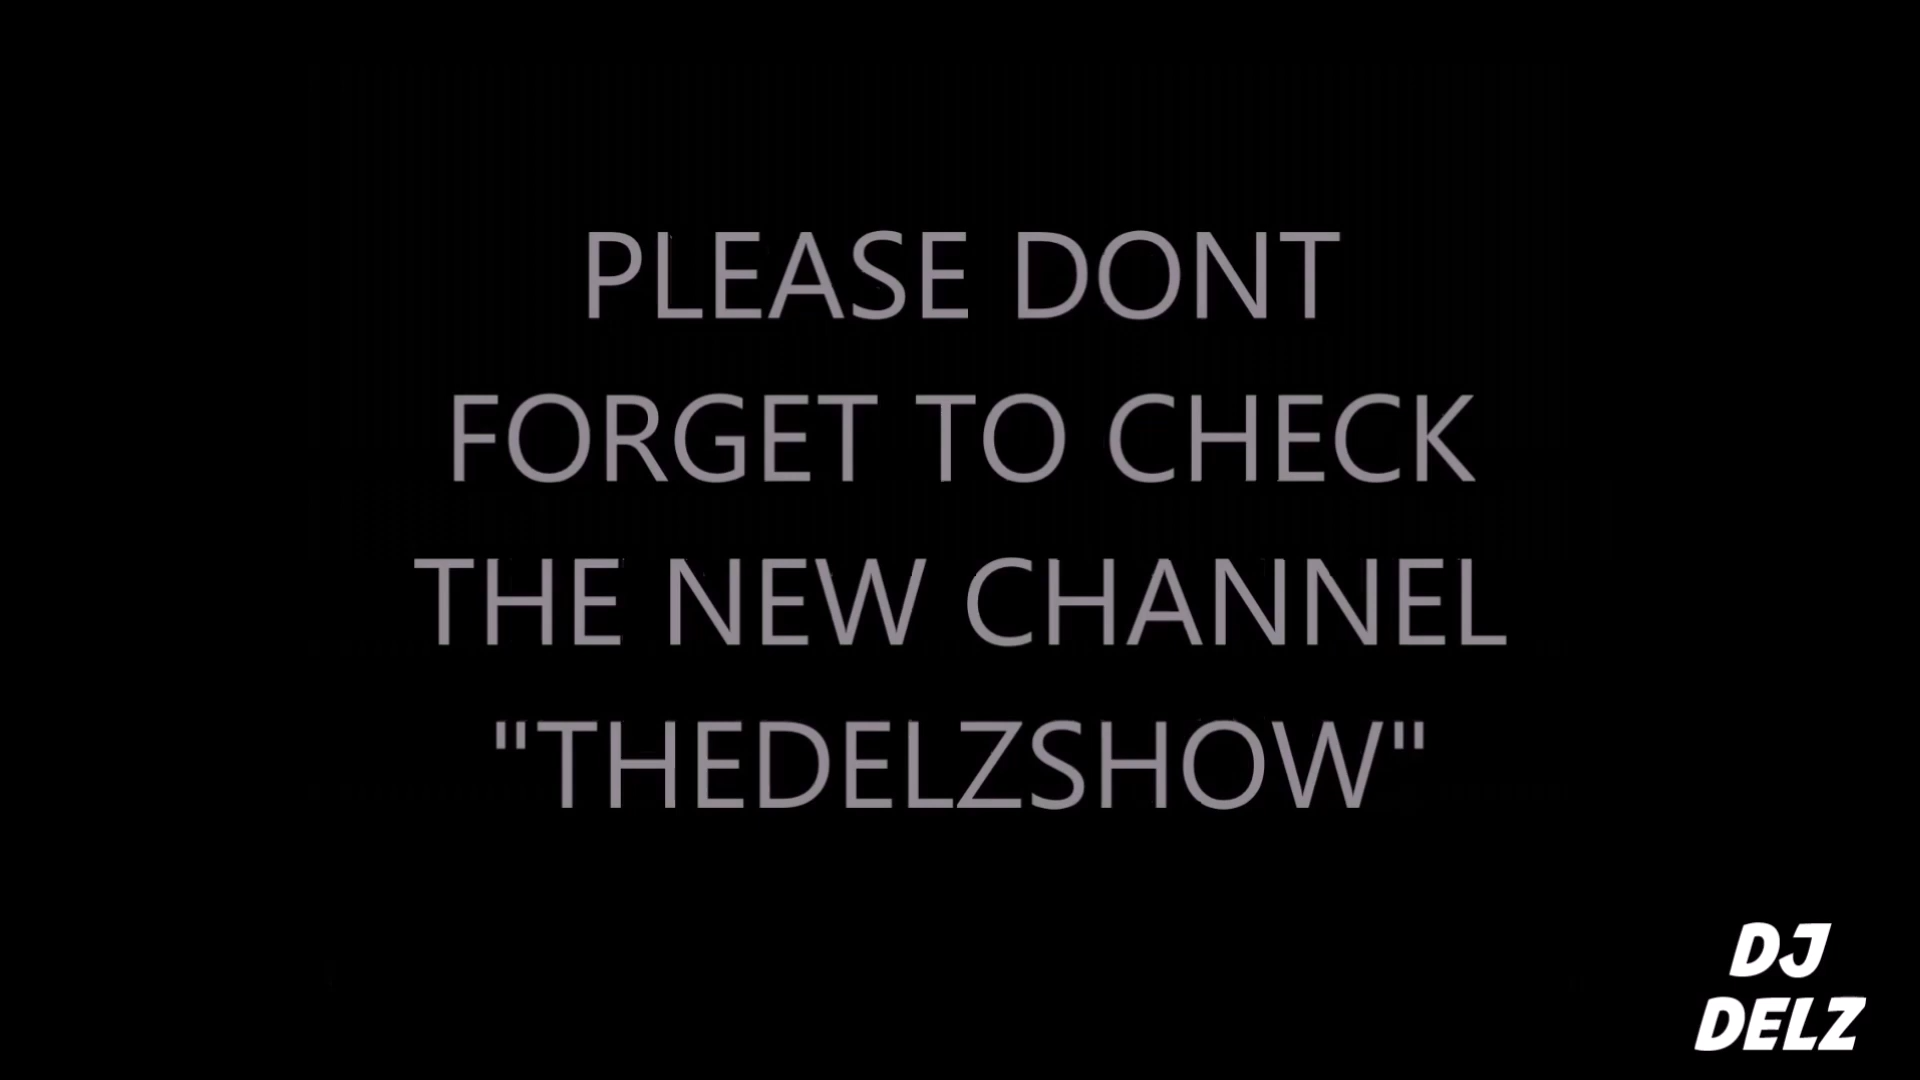 PLEASE DONT
FORGET TO CHECK
THE NEW CHANNEL
"THEDELZSHOW"
DJ
DELZ